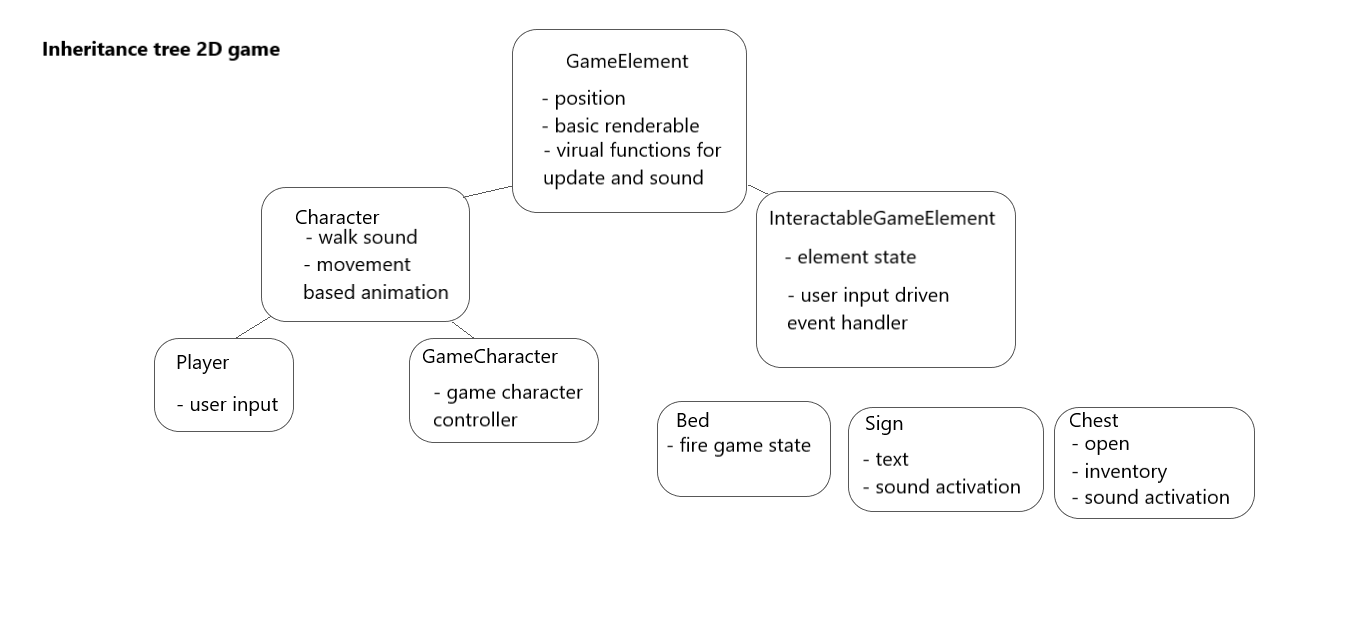 Inheritance tree 2D game
GameElement
- position
- basic renderable
- virual functions for
update and sound
Character
- walk sound
- movement
based animation
InteractableGameElement
- element state
- user input driven
event handler
Player
- user input
GameCharacter
- game character
controller
Bed
- fire game state
Sign
- text
- sound activation
Chest
- open
- inventory
- sound activation